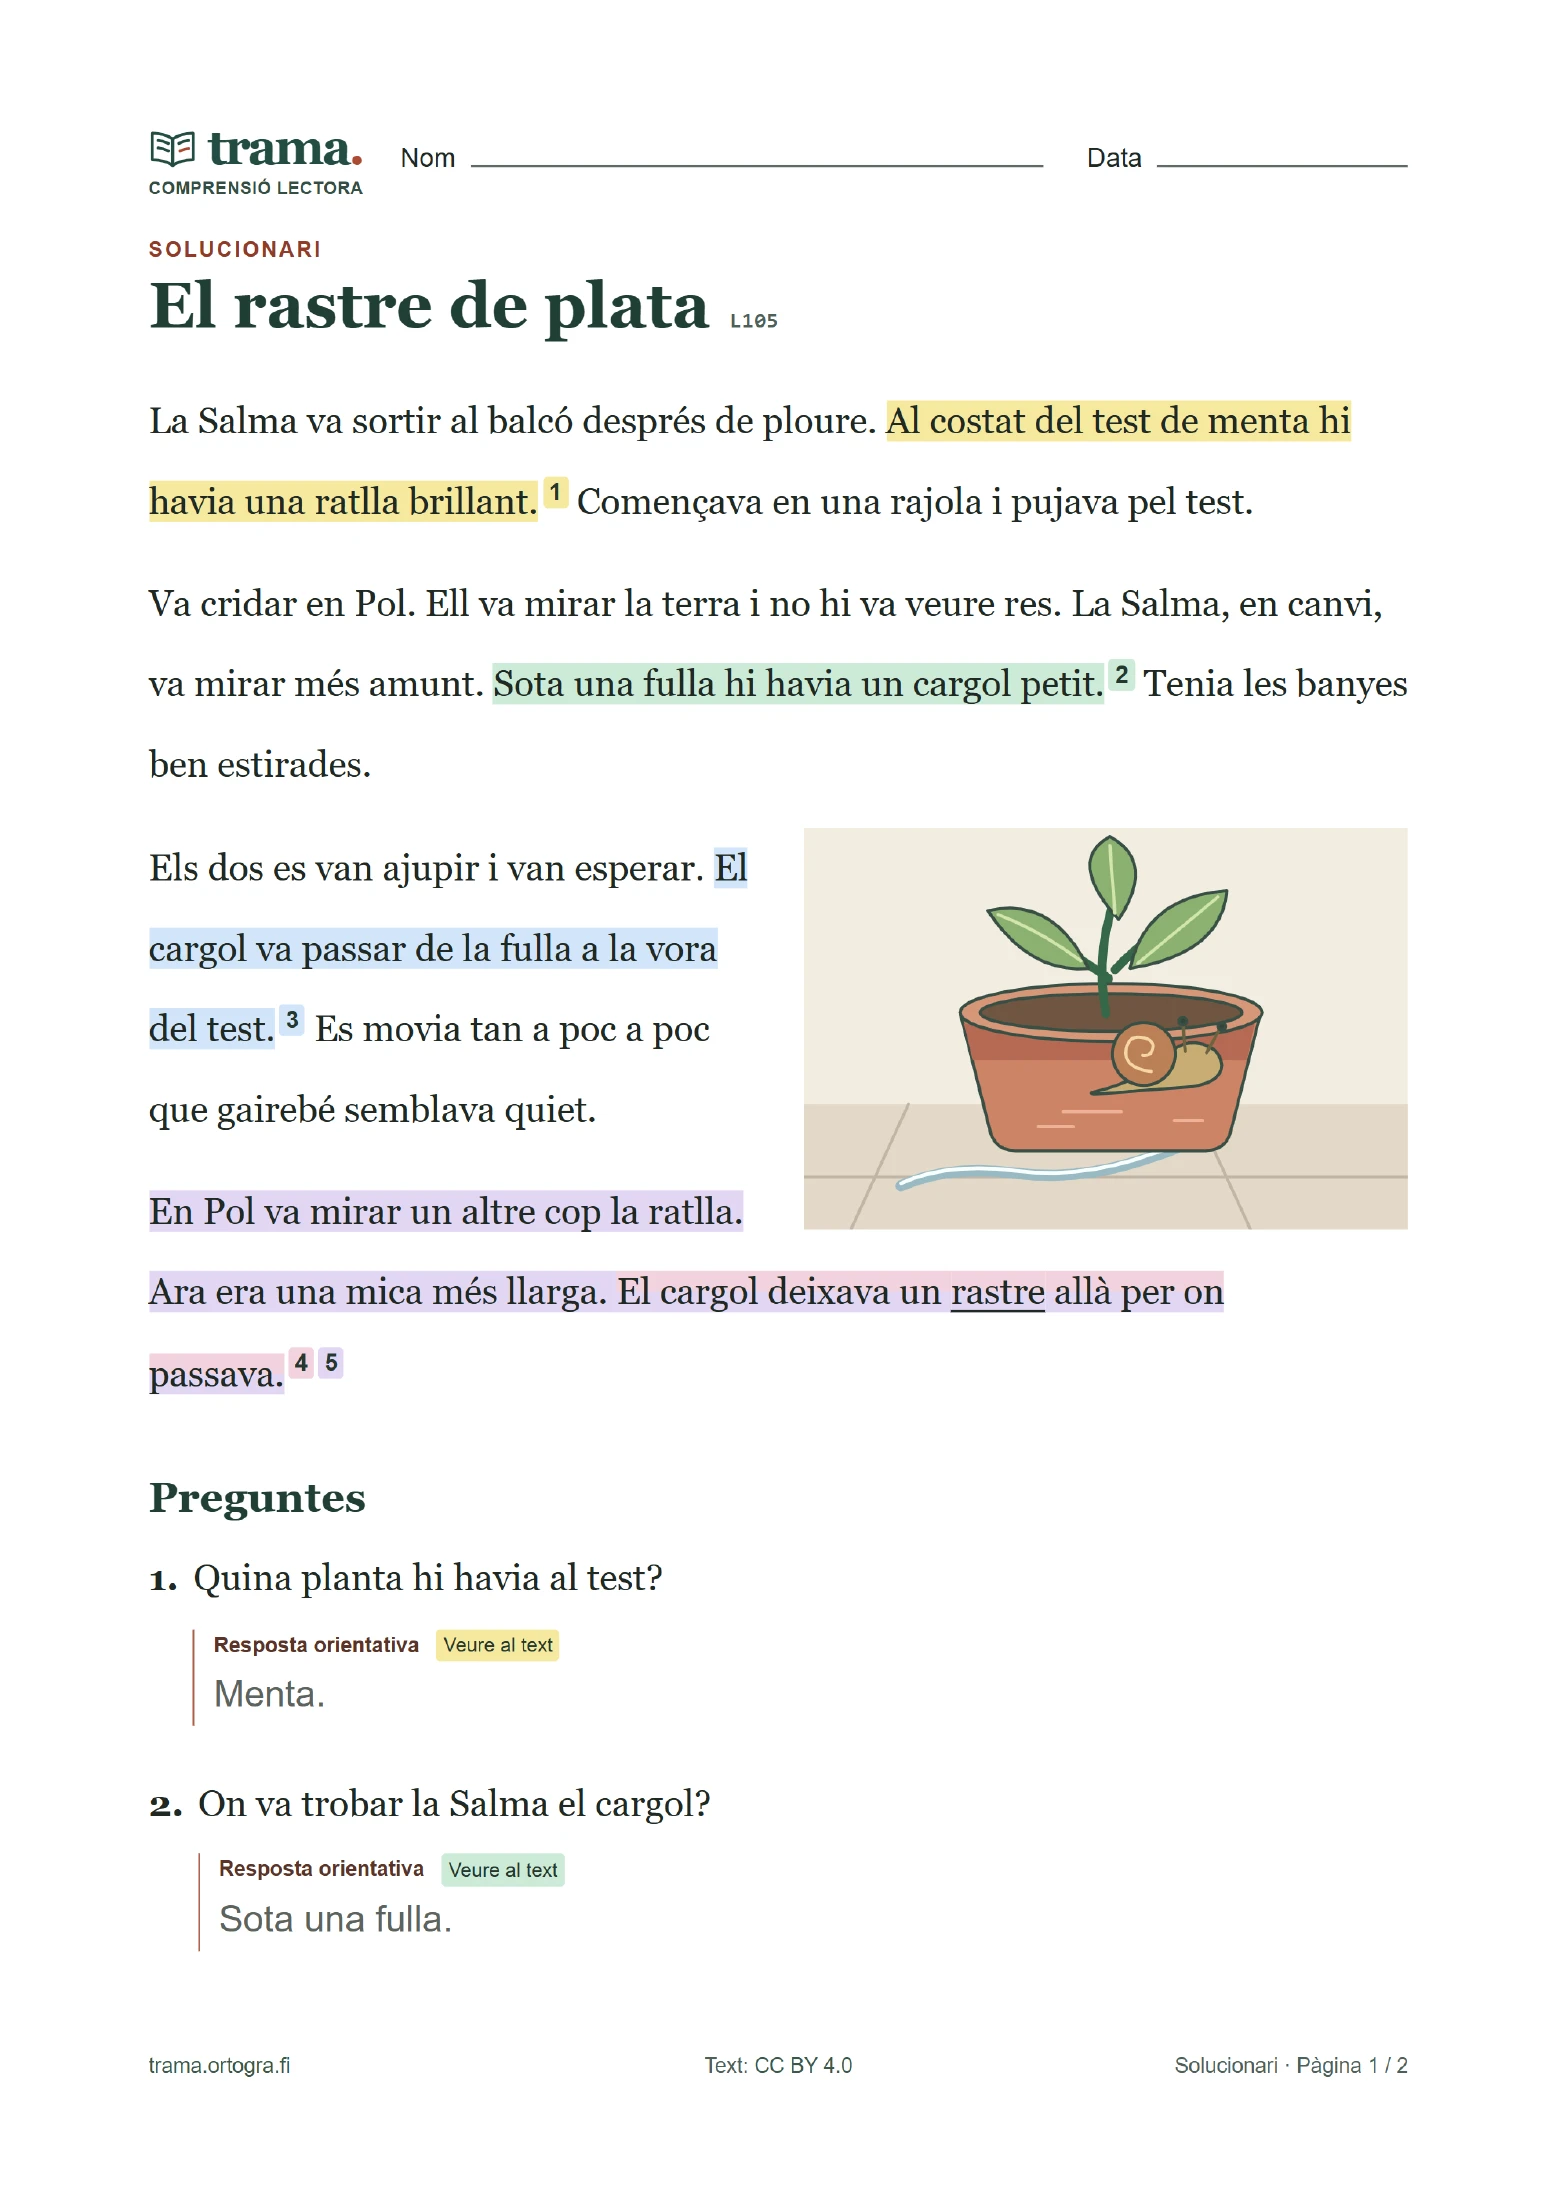 trama.
COMPRENSIÓ LECTORA
Nom
Data
SOLUCIONARI
El rastre de plata L105
La Salma va sortir al balcó després de ploure. Al costat del test de menta hi
havia una ratlla brillant. 1 Començava en una rajola i pujava pel test.
Va cridar en Pol. Ell va mirar la terra i no hi va veure res. La Salma, en canvi,
va mirar més amunt. Sota una fulla hi havia un cargol petit. 2 Tenia les banyes
ben estirades.
Els dos es van ajupir i van esperar. El
cargol va passar de la fulla a la vora
del test. 3 Es movia tan a poc a poc
que gairebé semblava quiet.
En Pol va mirar un altre cop la ratlla.
Ara era una mica més llarga. El cargol deixava un rastre allà per on
passava. 4 5
Preguntes
1. Quina planta hi havia al test?
Resposta orientativa Veure al text
Menta.
2. On va trobar la Salma el cargol?
Resposta orientativa Veure al text
Sota una fulla.
trama.ortogra.fi
Text: CC BY 4.0
Solucionari · Pàgina 1 / 2